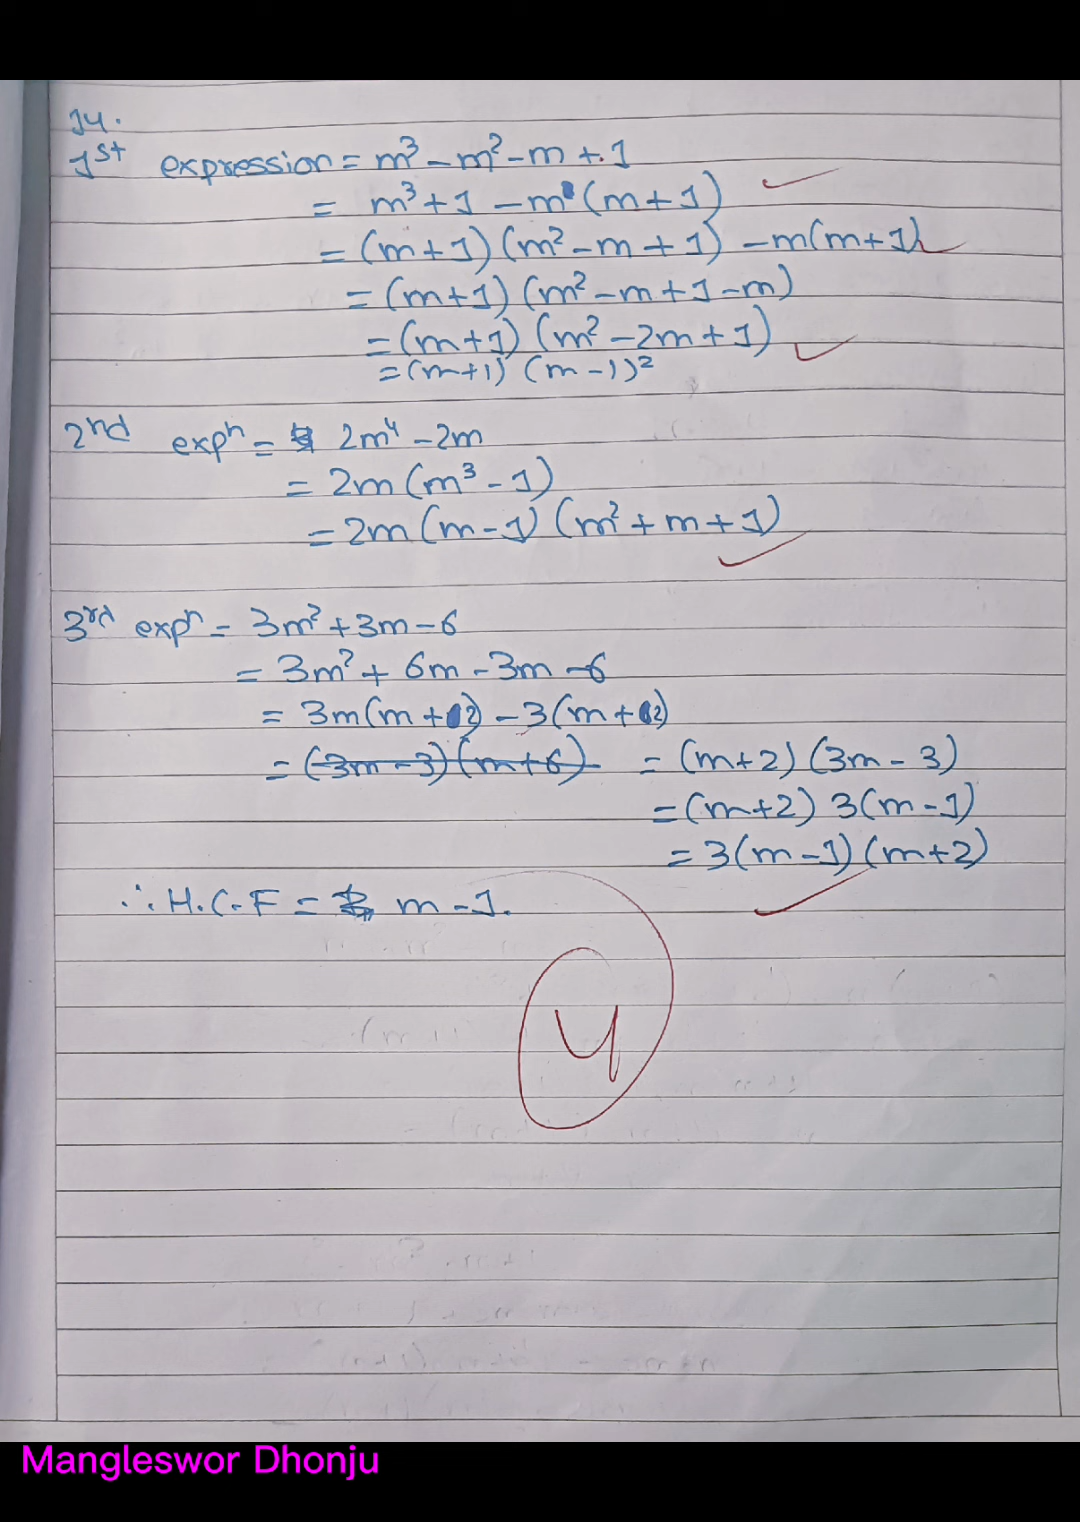 14.
1st expression = m³ - m² - m + 1
= m³ + 1 - m (m + 1)
= (m + 1) (m² - m + 1) - m(m + 1)
= (m + 1) (m² - m + 1 - m)
= (m + 1) (m² - 2m + 1)
= (m + 1) (m - 1)²
2nd expⁿ = 2m⁴ - 2m
= 2m (m³ - 1)
= 2m (m - 1) (m² + m + 1)
3rd expⁿ = 3m² + 3m - 6
= 3m² + 6m - 3m - 6
= 3m(m + 2) - 3(m + 2)
= (3m - 3)(m + 6) = (m + 2) (3m - 3)
= (m + 2) 3(m - 1)
= 3(m - 1) (m + 2)
∴ H.C.F = m - 1.
4
Mangleswor Dhonju